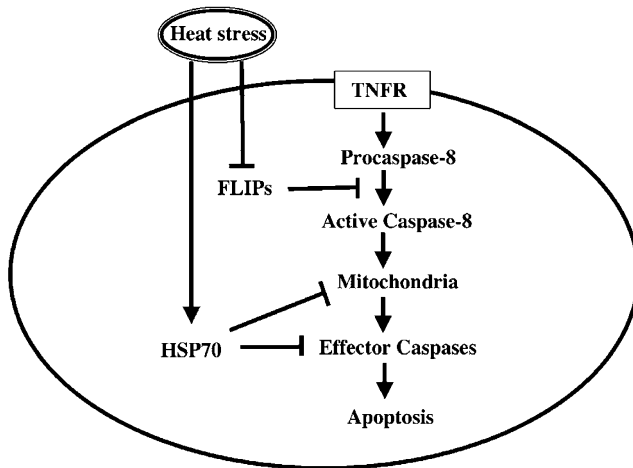 Heat stress
TNFR
Procaspase-8
FLIPs
Active Caspase-8
Mitochondria
HSP70
Effector Caspases
Apoptosis